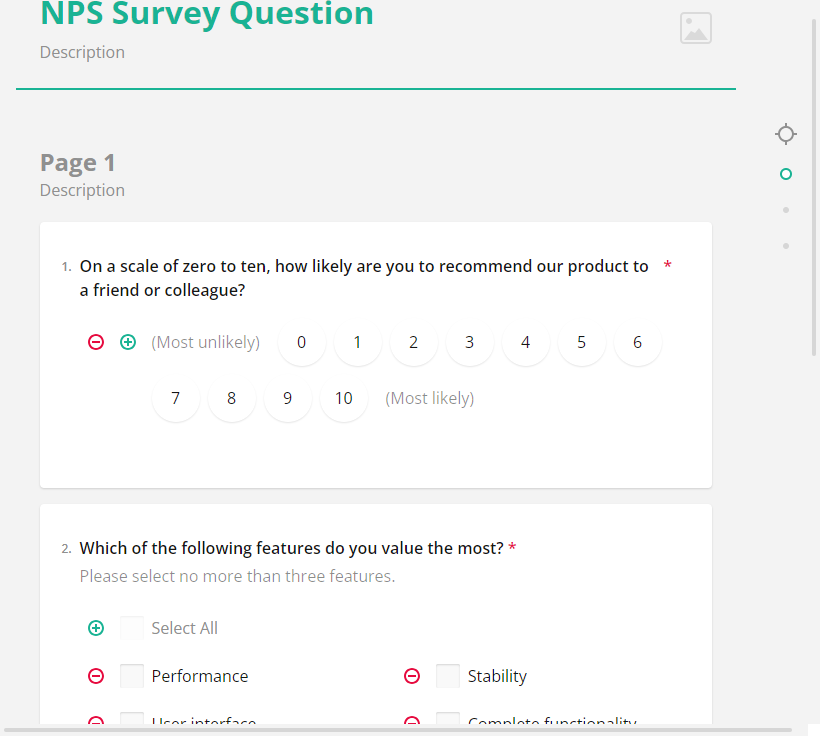 NPS Survey Question
Description
Page 1
Description
1. On a scale of zero to ten, how likely are you to recommend our product to *
a friend or colleague?
(Most unlikely) 0 1 2 3 4 5 6
7 8 9 10 (Most likely)
2. Which of the following features do you value the most? *
Please select no more than three features.
Select All
Performance Stability
User interface Complete functionality